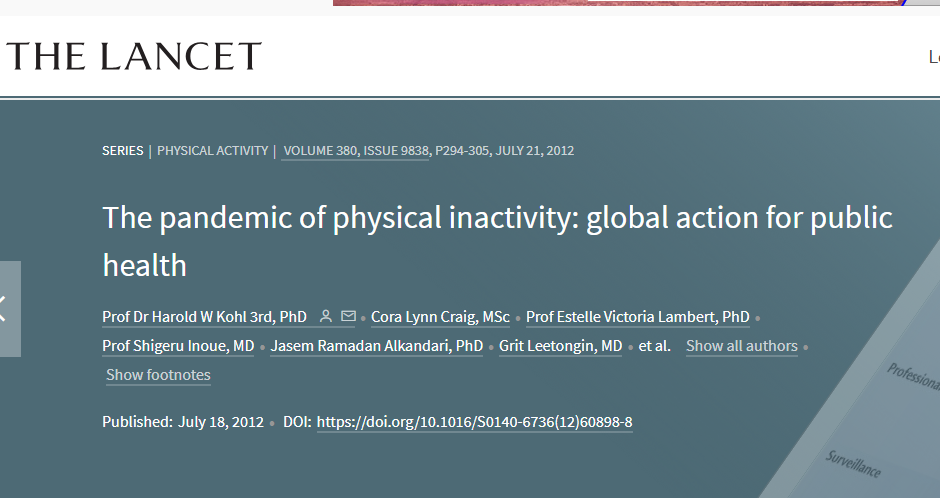 THE LANCET
SERIES | PHYSICAL ACTIVITY | VOLUME 380, ISSUE 9838, P294-305, JULY 21, 2012
The pandemic of physical inactivity: global action for public
health
Prof Dr Harold W Kohl 3rd, PhD • Cora Lynn Craig, MSc • Prof Estelle Victoria Lambert, PhD •
Prof Shigeru Inoue, MD • Jasem Ramadan Alkandari, PhD • Grit Leetongin, MD • et al. Show all authors •
Show footnotes
Published: July 18, 2012 • DOI: https://doi.org/10.1016/S0140-6736(12)60898-8
Surveillance